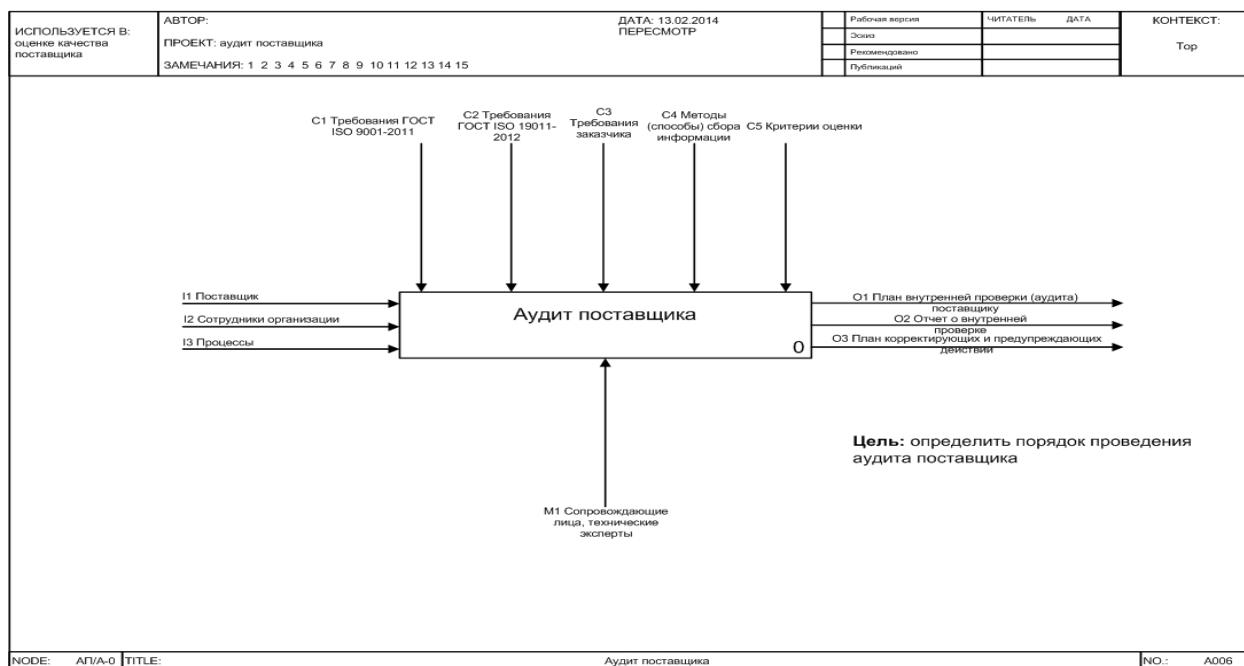 ИСПОЛЬЗУЕТСЯ В:
оценке качества
поставщика
АВТОР:
ПРОЕКТ: аудит поставщика
ЗАМЕЧАНИЯ: 1 2 3 4 5 6 7 8 9 10 11 12 13 14 15
ДАТА: 13.02.2014
ПЕРЕСМОТР
Рабочая версия
Эскиз
Рекомендовано
Публикаций
ЧИТАТЕЛЬ ДАТА
КОНТЕКСТ:
Top
C1 Требования ГОСТ
ISO 9001-2011
C2 Требования
ГОСТ ISO 19011-
2012
C3
Требования
заказчика
C4 Методы
(способы) сбора
информации
C5 Критерии оценки
I1 Поставщик
I2 Сотрудники организации
I3 Процессы
Аудит поставщика
0
O1 План внутренней проверки (аудита)
поставщику
O2 Отчет о внутренней
проверке
O3 План корректирующих и предупреждающих
действий
Цель: определить порядок проведения
аудита поставщика
M1 Сопровождающие
лица, технические
эксперты
NODE: АП/А-0 TITLE: Аудит поставщика NO.: A006